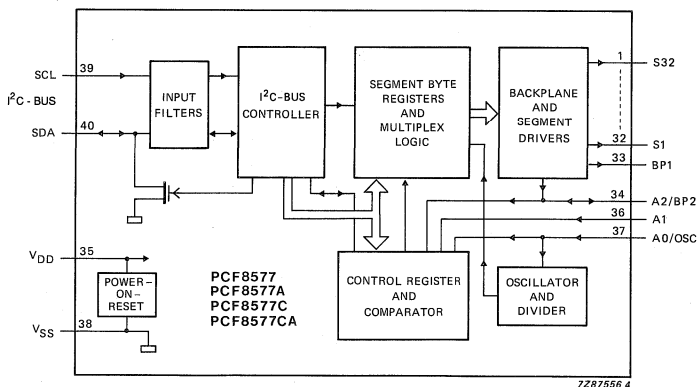 SCL
39
I²C-BUS
SDA
40
INPUT
FILTERS
I²C-BUS
CONTROLLER
SEGMENT BYTE
REGISTERS
AND
MULTIPLEX
LOGIC
BACKPLANE
AND
SEGMENT
DRIVERS
1
S32
32
S1
33
BP1
34
A2/BP2
36
A1
37
A0/OSC
VDD
35
POWER-
ON-
RESET
VSS
38
PCF8577
PCF8577A
PCF8577C
PCF8577CA
CONTROL REGISTER
AND
COMPARATOR
OSCILLATOR
AND
DIVIDER
7Z87556.4